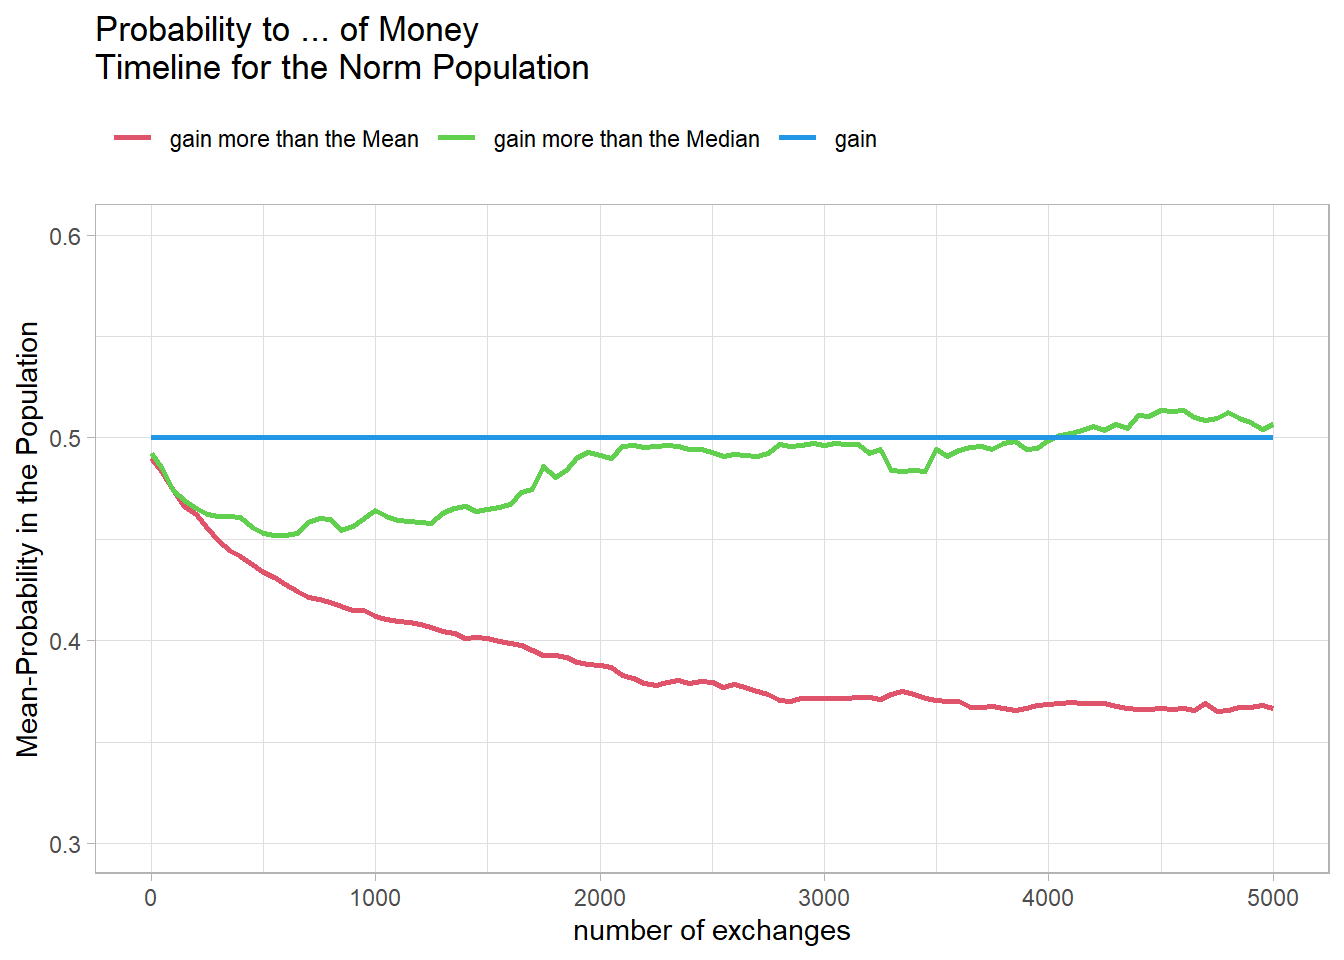 Probability to ... of Money
Timeline for the Norm Population
gain more than the Mean gain more than the Median gain
Mean-Probability in the Population
0.6
0.5
0.4
0.3
0 1000 2000 3000 4000 5000
number of exchanges